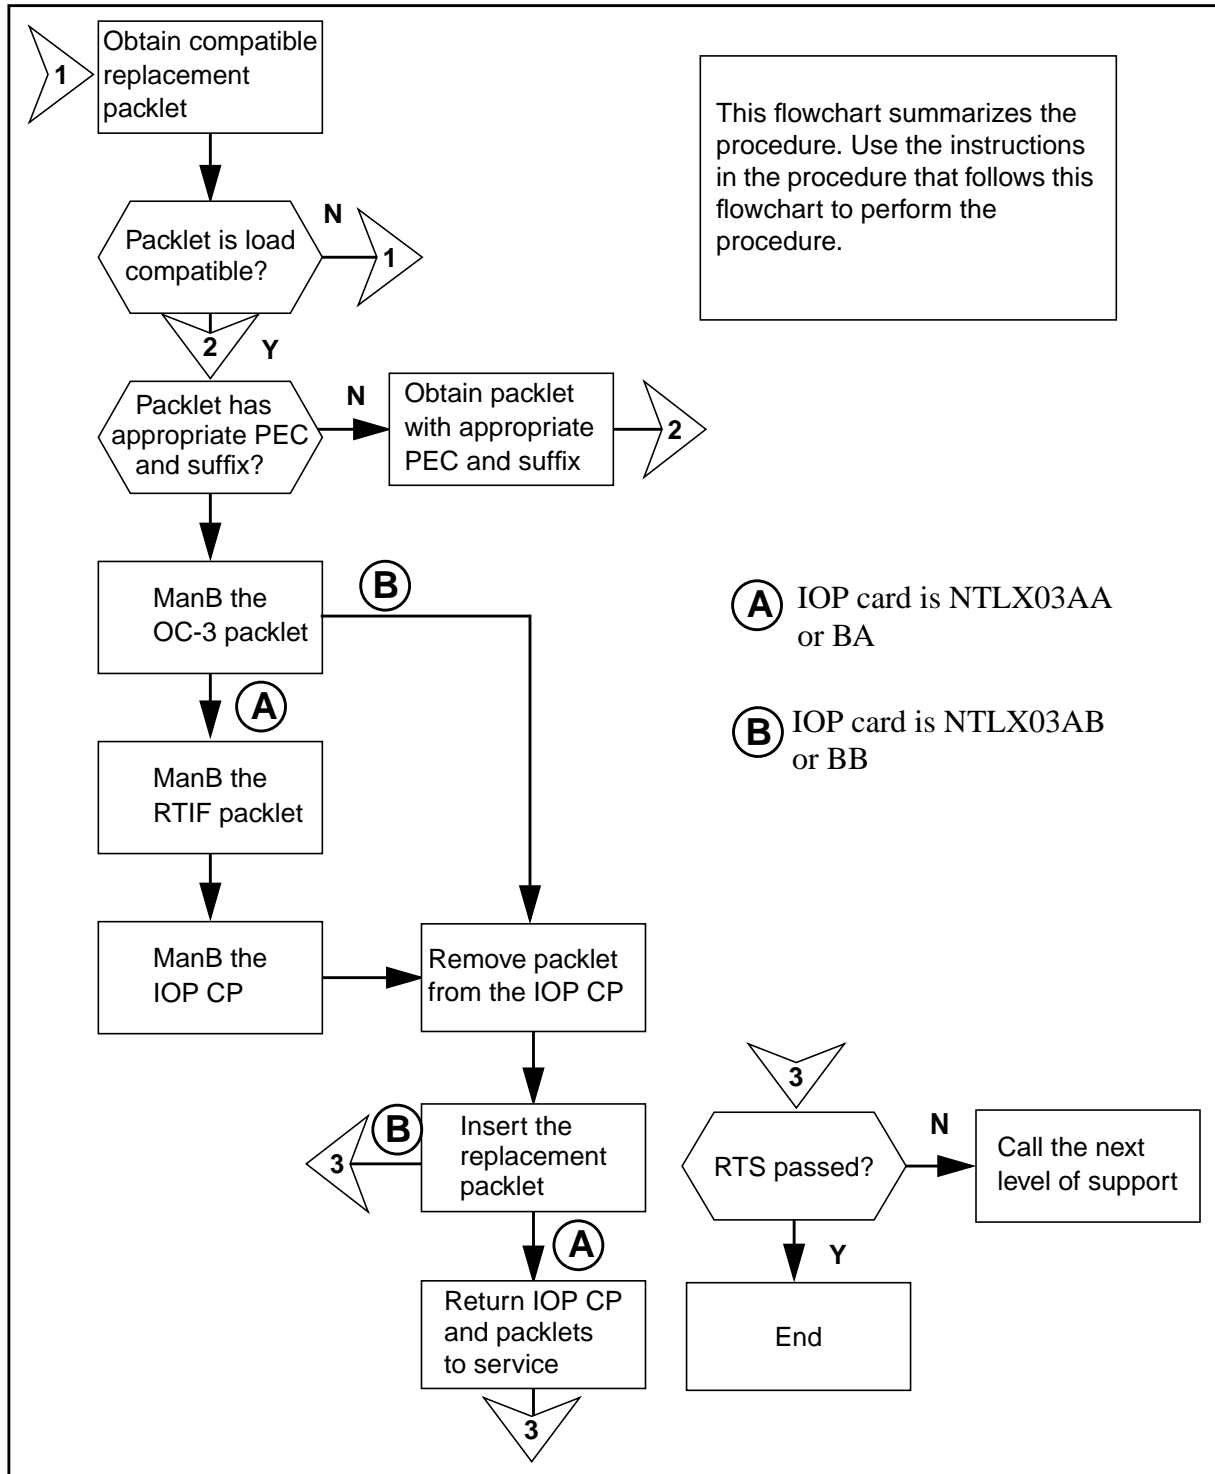 1
Obtain compatible
replacement
packlet
This flowchart summarizes the
procedure. Use the instructions
in the procedure that follows this
flowchart to perform the
procedure.
Packlet is load
compatible?
N
1
2
Y
Packlet has
appropriate PEC
and suffix?
N
Obtain packlet
with appropriate
PEC and suffix
2
ManB the
OC-3 packlet
B
A
IOP card is NTLX03AA
or BA
A
B
IOP card is NTLX03AB
or BB
ManB the
RTIF packlet
ManB the
IOP CP
Remove packlet
from the IOP CP
B
3
Insert the
replacement
packlet
A
Return IOP CP
and packlets
to service
3
3
RTS passed?
N
Call the next
level of support
Y
End